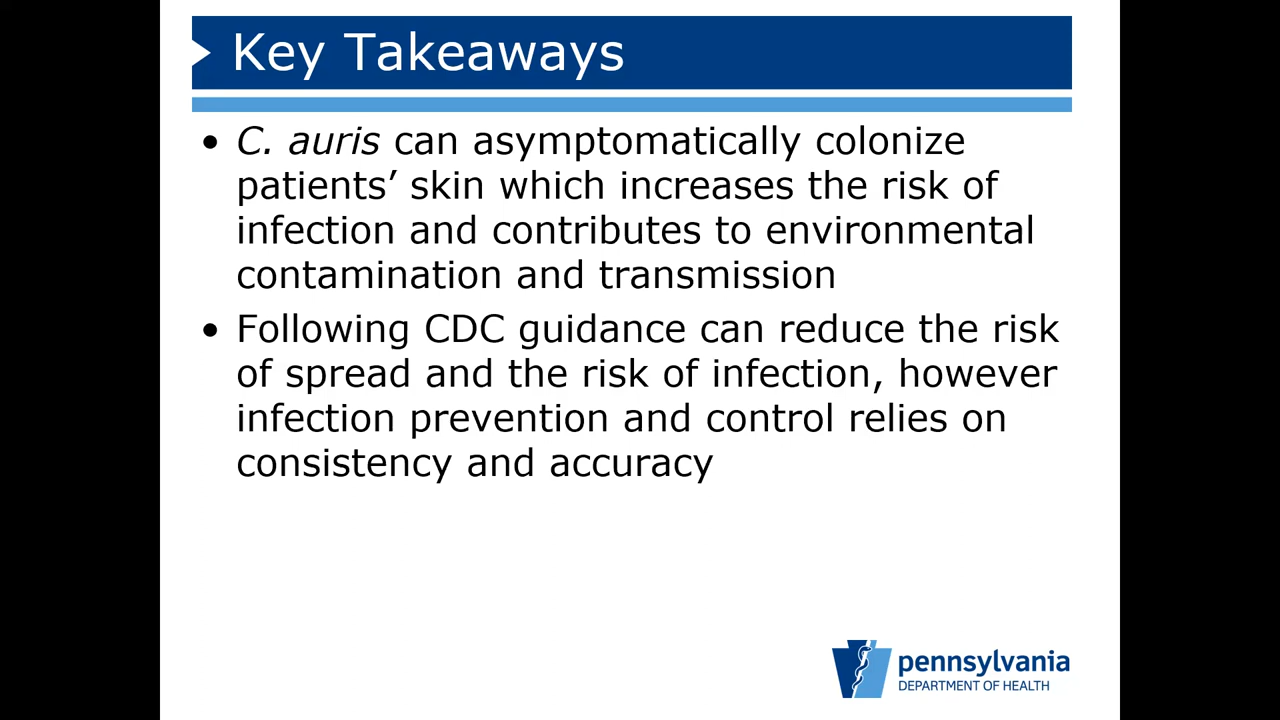 Key Takeaways
• C. auris can asymptomatically colonize
patients’ skin which increases the risk of
infection and contributes to environmental
contamination and transmission
• Following CDC guidance can reduce the risk
of spread and the risk of infection, however
infection prevention and control relies on
consistency and accuracy
pennsylvania
DEPARTMENT OF HEALTH